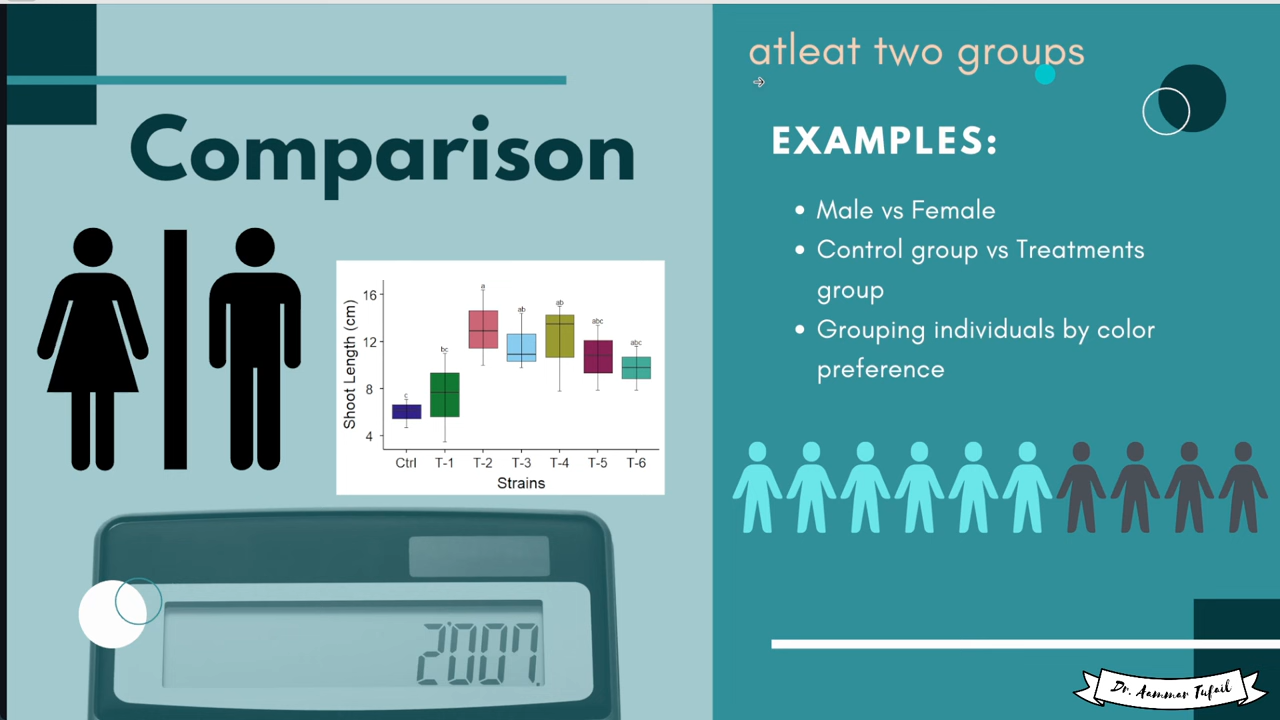 atleat two groups
Comparison
EXAMPLES:
• Male vs Female
• Control group vs Treatments
group
• Grouping individuals by color
preference
Shoot Length (cm)
16
12
8
4
c
bc
a
ab
ab
abc
abc
Ctrl T-1 T-2 T-3 T-4 T-5 T-6
Strains
2007.
Dr. Aammar Tufail